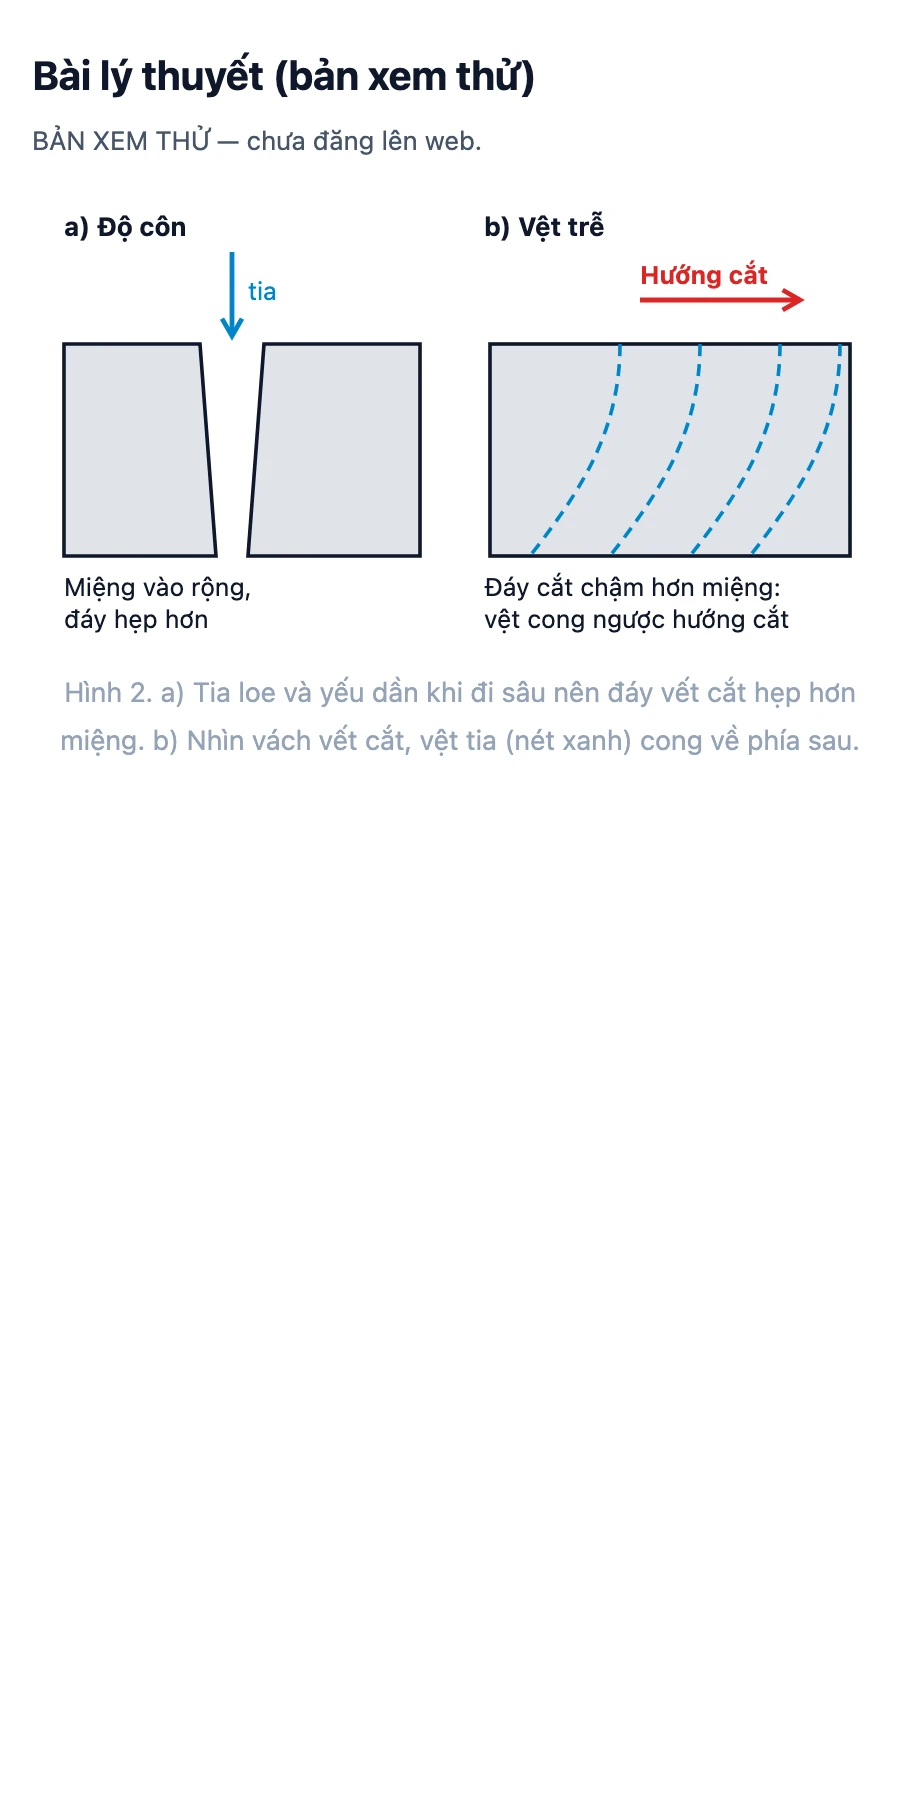 Bài lý thuyết (bản xem thử)
BẢN XEM THỬ — chưa đăng lên web.
a) Độ côn
tia
Miệng vào rộng,
đáy hẹp hơn
b) Vệt trễ
Hướng cắt
Đáy cắt chậm hơn miệng:
vệt cong ngược hướng cắt
Hình 2. a) Tia loe và yếu dần khi đi sâu nên đáy vết cắt hẹp hơn
miệng. b) Nhìn vách vết cắt, vệt tia (nét xanh) cong về phía sau.